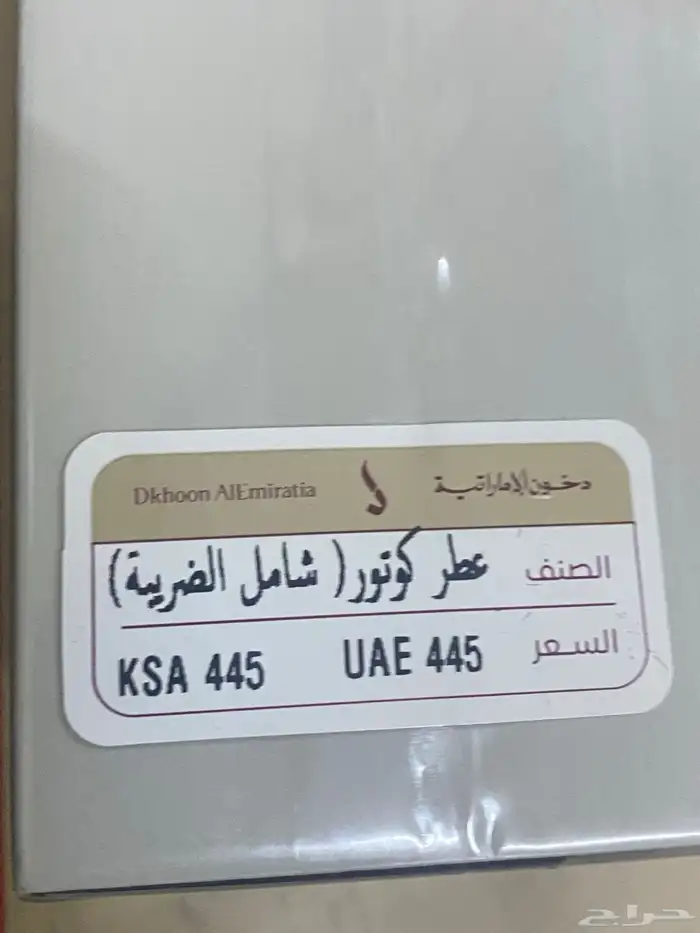 دخون الإماراتية Dkhoon AlEmiratia
الصنف عطر كوتور (شامل الضريبة)
السعر UAE 445 KSA 445
حراج